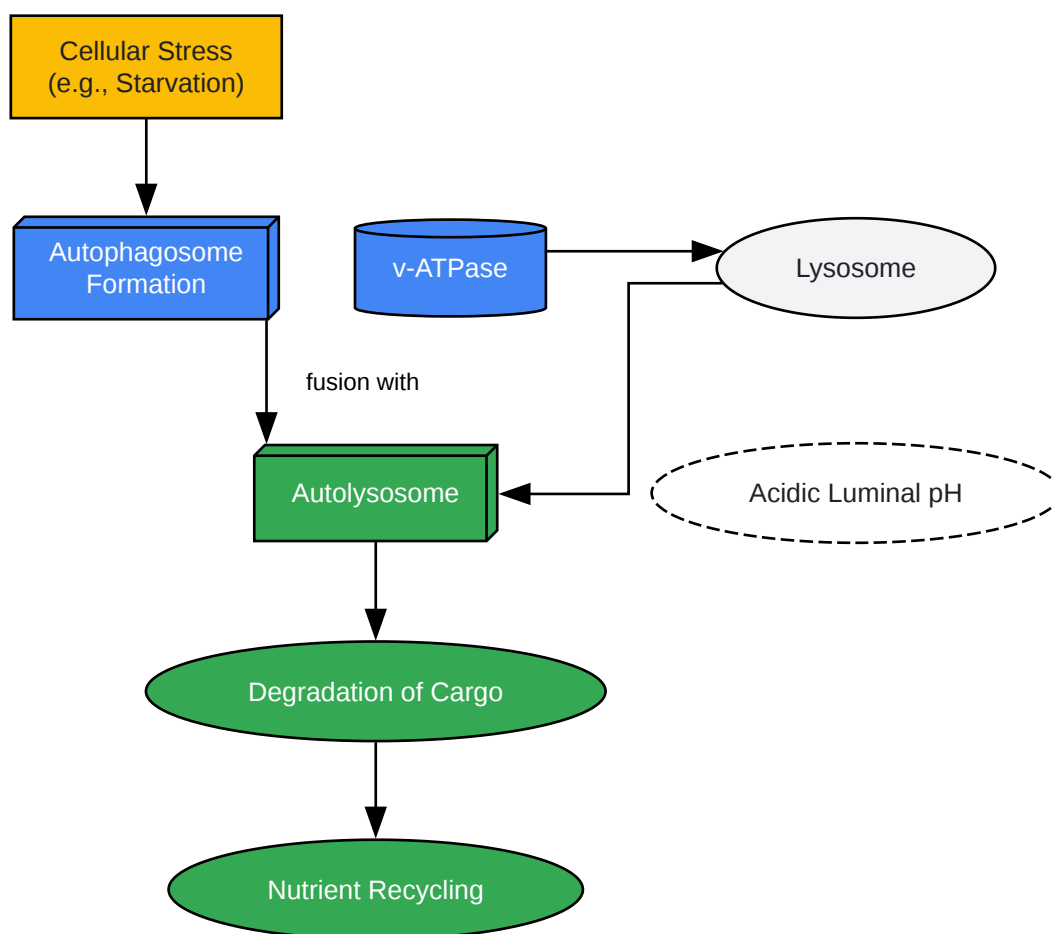 Cellular Stress
(e.g., Starvation)
Autophagosome
Formation
v-ATPase
Lysosome
fusion with
Autolysosome
Acidic Luminal pH
Degradation of Cargo
Nutrient Recycling